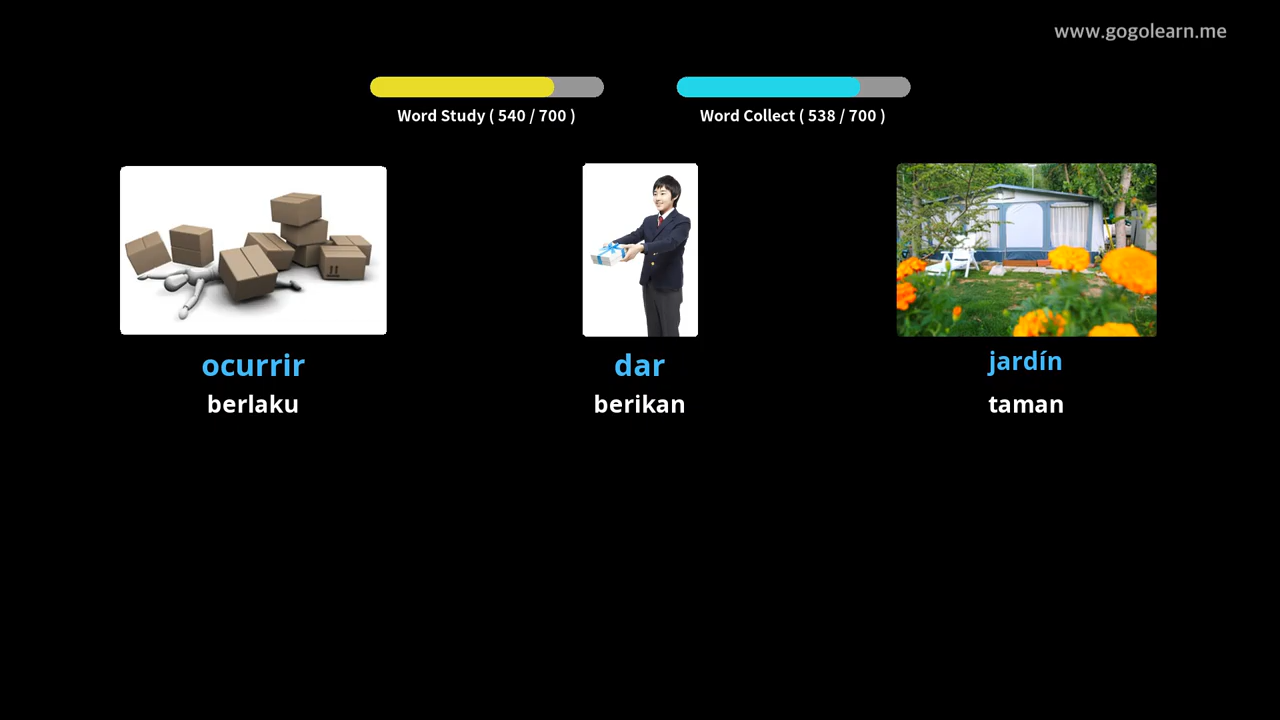 www.gogolearn.me
Word Study ( 540 / 700 )
Word Collect ( 538 / 700 )
ocurrir
berlaku
dar
berikan
jardín
taman